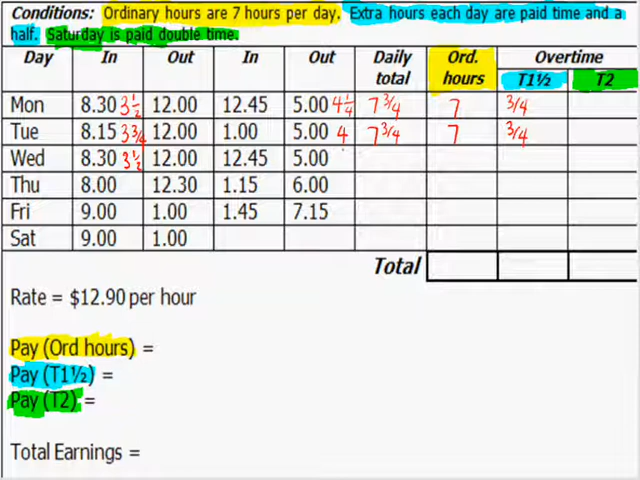 Conditions: Ordinary hours are 7 hours per day. Extra hours each day are paid time and a
half. Saturday is paid double time.
Day In Out In Out Daily total Ord. hours Overtime
T1½ T2
Mon 8.30 3½ 12.00 12.45 5.00 4¼ 7¾ 7 ¾
Tue 8.15 3¾ 12.00 1.00 5.00 4 7¾ 7 ¾
Wed 8.30 3½ 12.00 12.45 5.00
Thu 8.00 12.30 1.15 6.00
Fri 9.00 1.00 1.45 7.15
Sat 9.00 1.00
Total
Rate = $12.90 per hour
Pay (Ord hours) =
Pay (T1½) =
Pay (T2) =
Total Earnings =